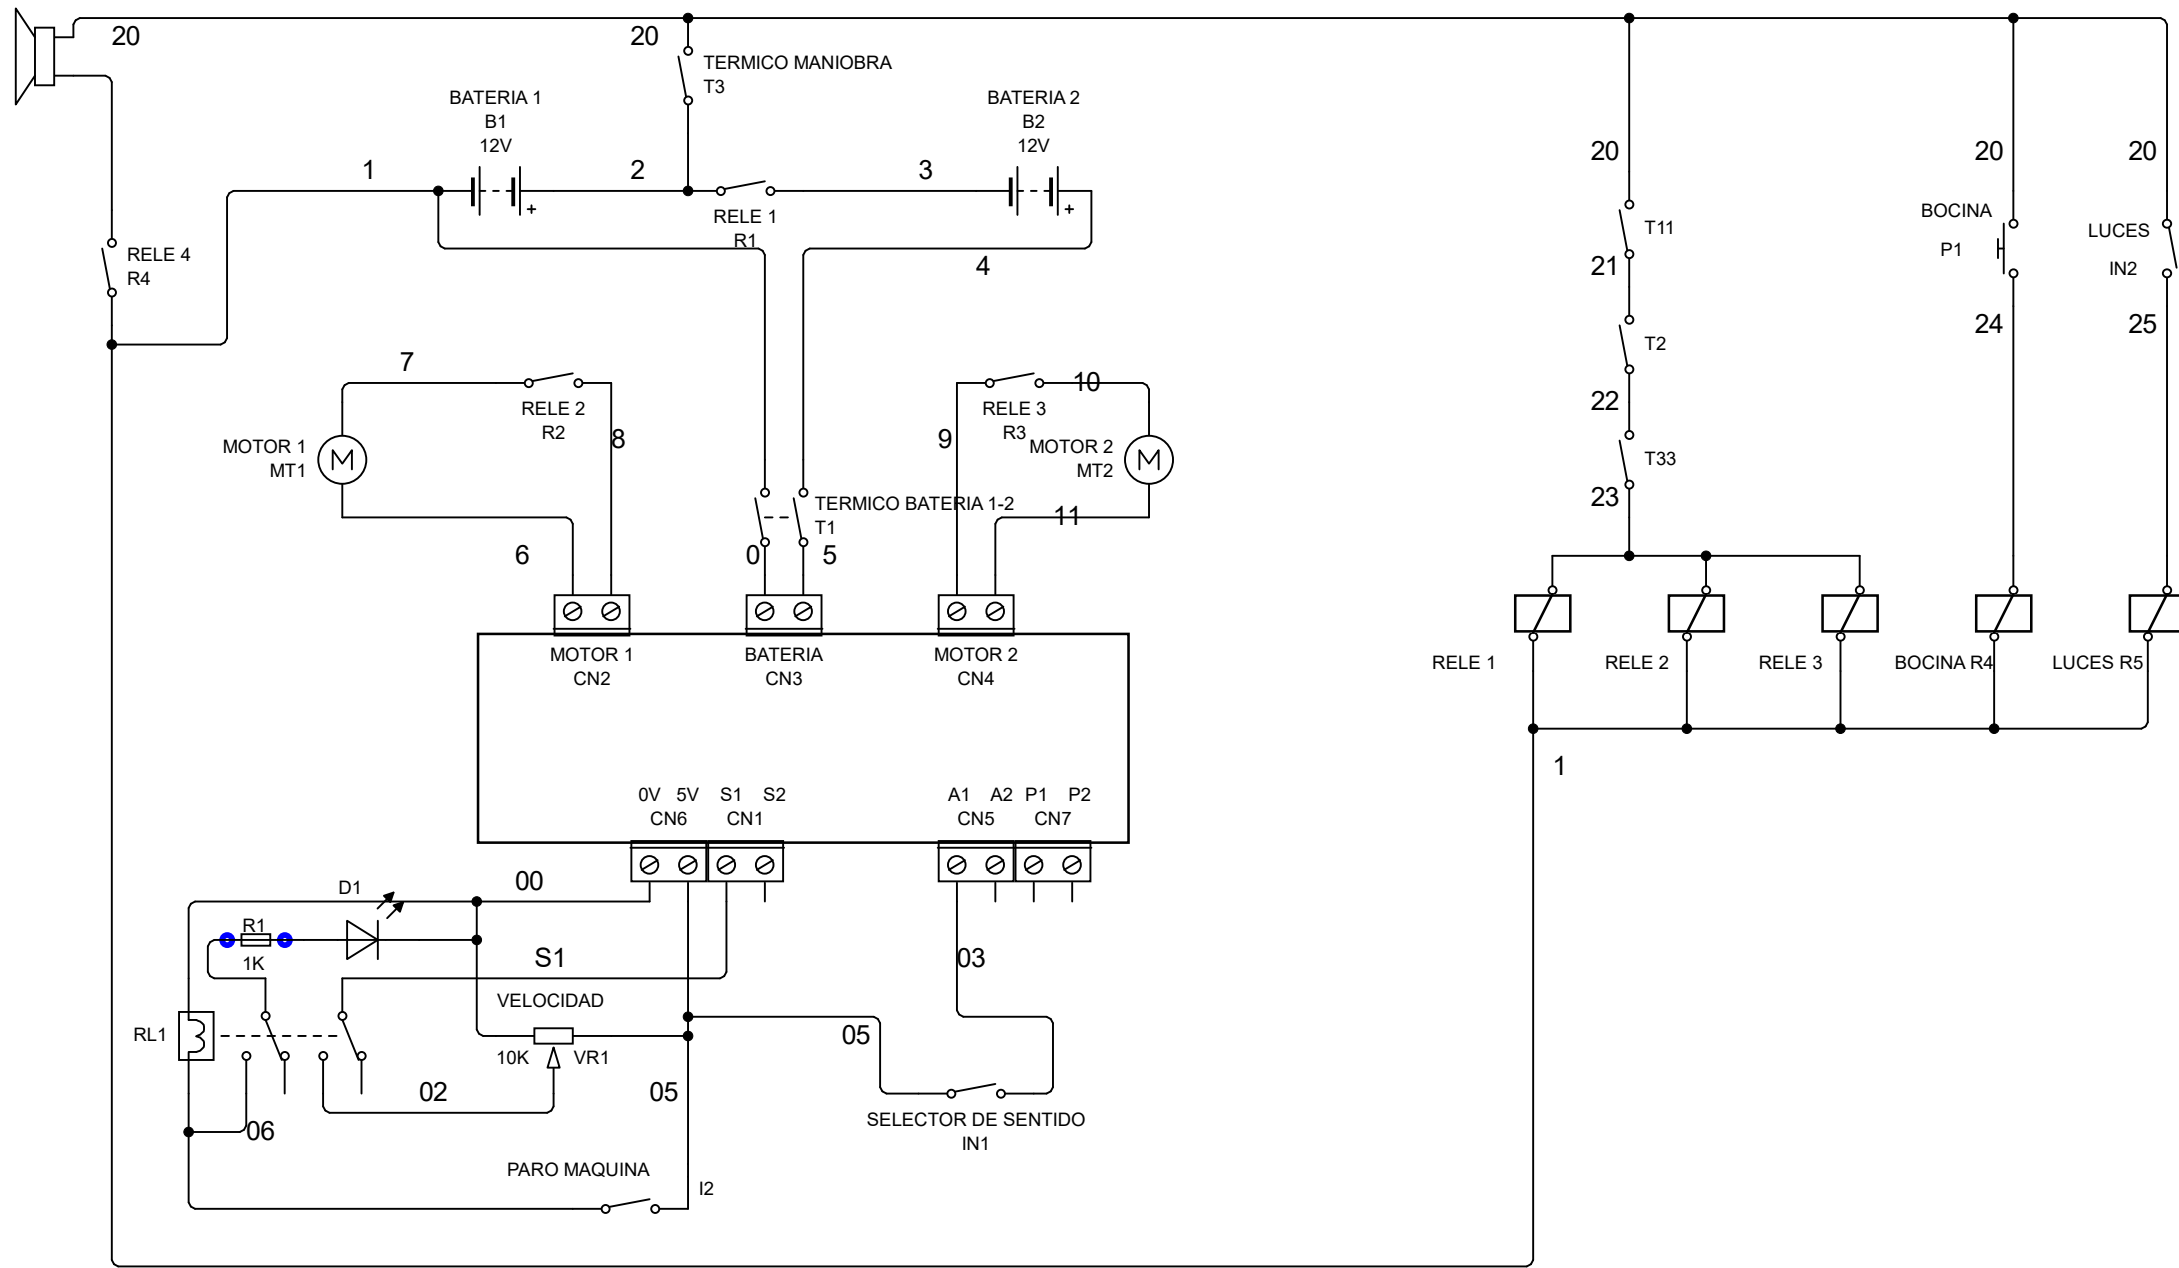 20
20
TERMICO MANIOBRA
T3
BATERIA 1
B1
12V
BATERIA 2
B2
12V
1
2
3
RELE 1
R1
4
RELE 4
R4
20
20
20
T11
21
BOCINA
P1
LUCES
IN2
T2
24
25
22
T33
23
7
RELE 2
R2
8
MOTOR 1
MT1
6
10
RELE 3
R3
9
MOTOR 2
MT2
11
TERMICO BATERIA 1-2
T1
0
5
MOTOR 1
CN2
BATERIA
CN3
MOTOR 2
CN4
RELE 1
RELE 2
RELE 3
BOCINA R4
LUCES R5
1
0V 5V S1 S2
CN6 CN1
A1 A2 P1 P2
CN5 CN7
D1
00
R1
1K
S1
03
VELOCIDAD
RL1
10K
VR1
05
02
05
06
SELECTOR DE SENTIDO
IN1
PARO MAQUINA
I2